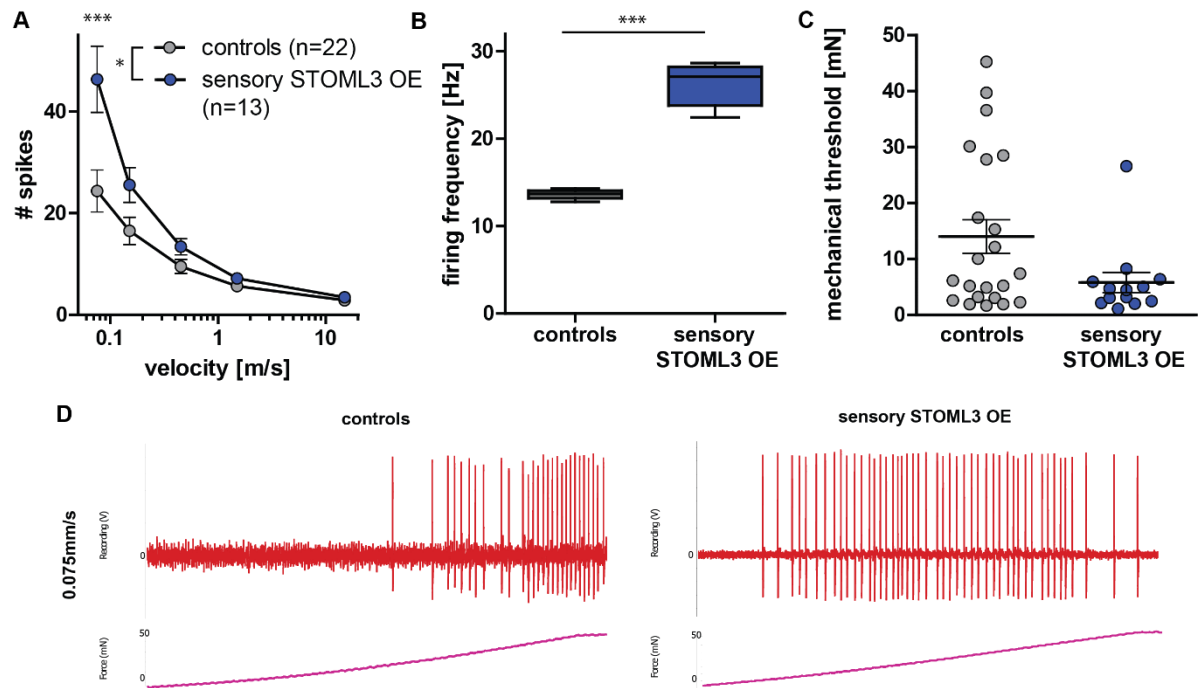 A
***
*
controls (n=22)
sensory STOML3 OE
(n=13)
# spikes
40
20
0
0.1
1
10
velocity [m/s]
B
***
firing frequency [Hz]
30
20
10
0
controls
sensory
STOML3 OE
C
mechanical threshold [mN]
50
40
30
20
10
0
controls
sensory
STOML3 OE
D
controls
sensory STOML3 OE
0.075mm/s
Recording (V)
0
Force (mN)
50
0
Recording (V)
0
Force (mN)
50
0